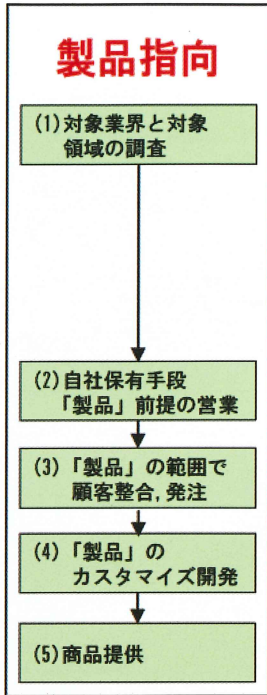 製品指向
(1)対象業界と対象
領域の調査
(2)自社保有手段
「製品」前提の営業
(3)「製品」の範囲で
顧客整合,発注
(4)「製品」の
カスタマイズ開発
(5)商品提供